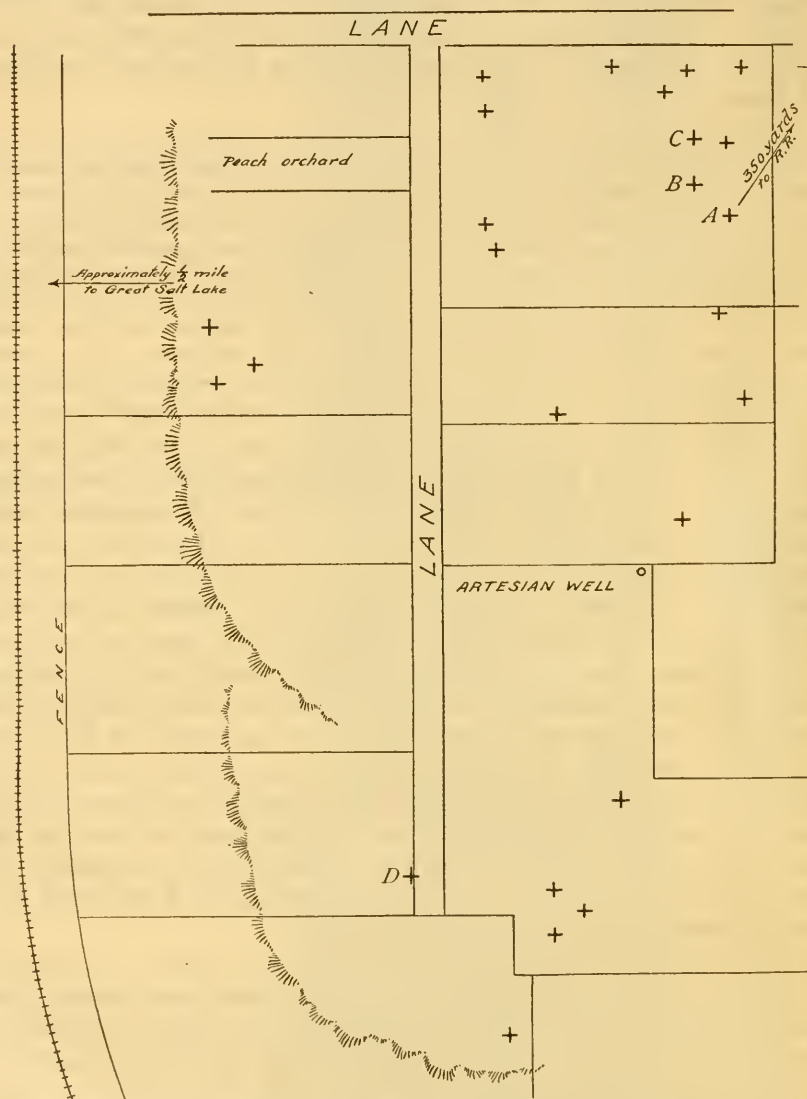 LANE
Peach orchard
C
B
A
350 yards
to R.R.
Approximately ½ mile
to Great Salt Lake
LANE
ARTESIAN WELL
FENCE
D